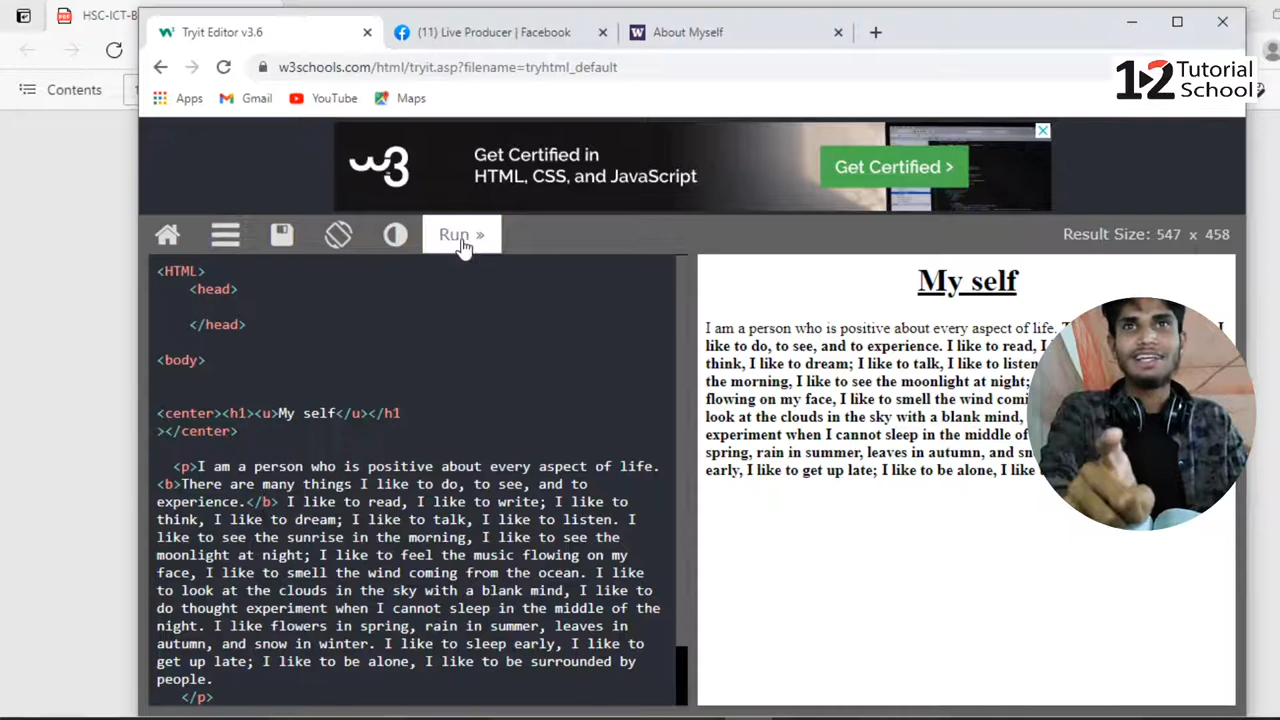 HSC-ICT-B
Tryit Editor v3.6
(11) Live Producer | Facebook
About Myself
w3schools.com/html/tryit.asp?filename=tryhtml_default
12 Tutorial School
Contents
Apps
Gmail
YouTube
Maps
Get Certified in
HTML, CSS, and JavaScript
Get Certified >
Run »
Result Size: 547 x 458
<HTML>
<head>
</head>
<body>
<center><h1><u>My self</u></h1
></center>
<p>I am a person who is positive about every aspect of life.
<b>There are many things I like to do, to see, and to
experience.</b> I like to read, I like to write; I like to
think, I like to dream; I like to talk, I like to listen. I
like to see the sunrise in the morning, I like to see the
moonlight at night; I like to feel the music flowing on my
face, I like to smell the wind coming from the ocean. I like
to look at the clouds in the sky with a blank mind, I like to
do thought experiment when I cannot sleep in the middle of the
night. I like flowers in spring, rain in summer, leaves in
autumn, and snow in winter. I like to sleep early, I like to
get up late; I like to be alone, I like to be surrounded by
people.
</p>
My self
I am a person who is positive about every aspect of life.
like to do, to see, and to experience. I like to read, I
think, I like to dream; I like to talk, I like to listen
the morning, I like to see the moonlight at night;
flowing on my face, I like to smell the wind
look at the clouds in the sky with a blank mind,
experiment when I cannot sleep in the middle of
spring, rain in summer, leaves in autumn, and
early, I like to get up late; I like to be alone, I like